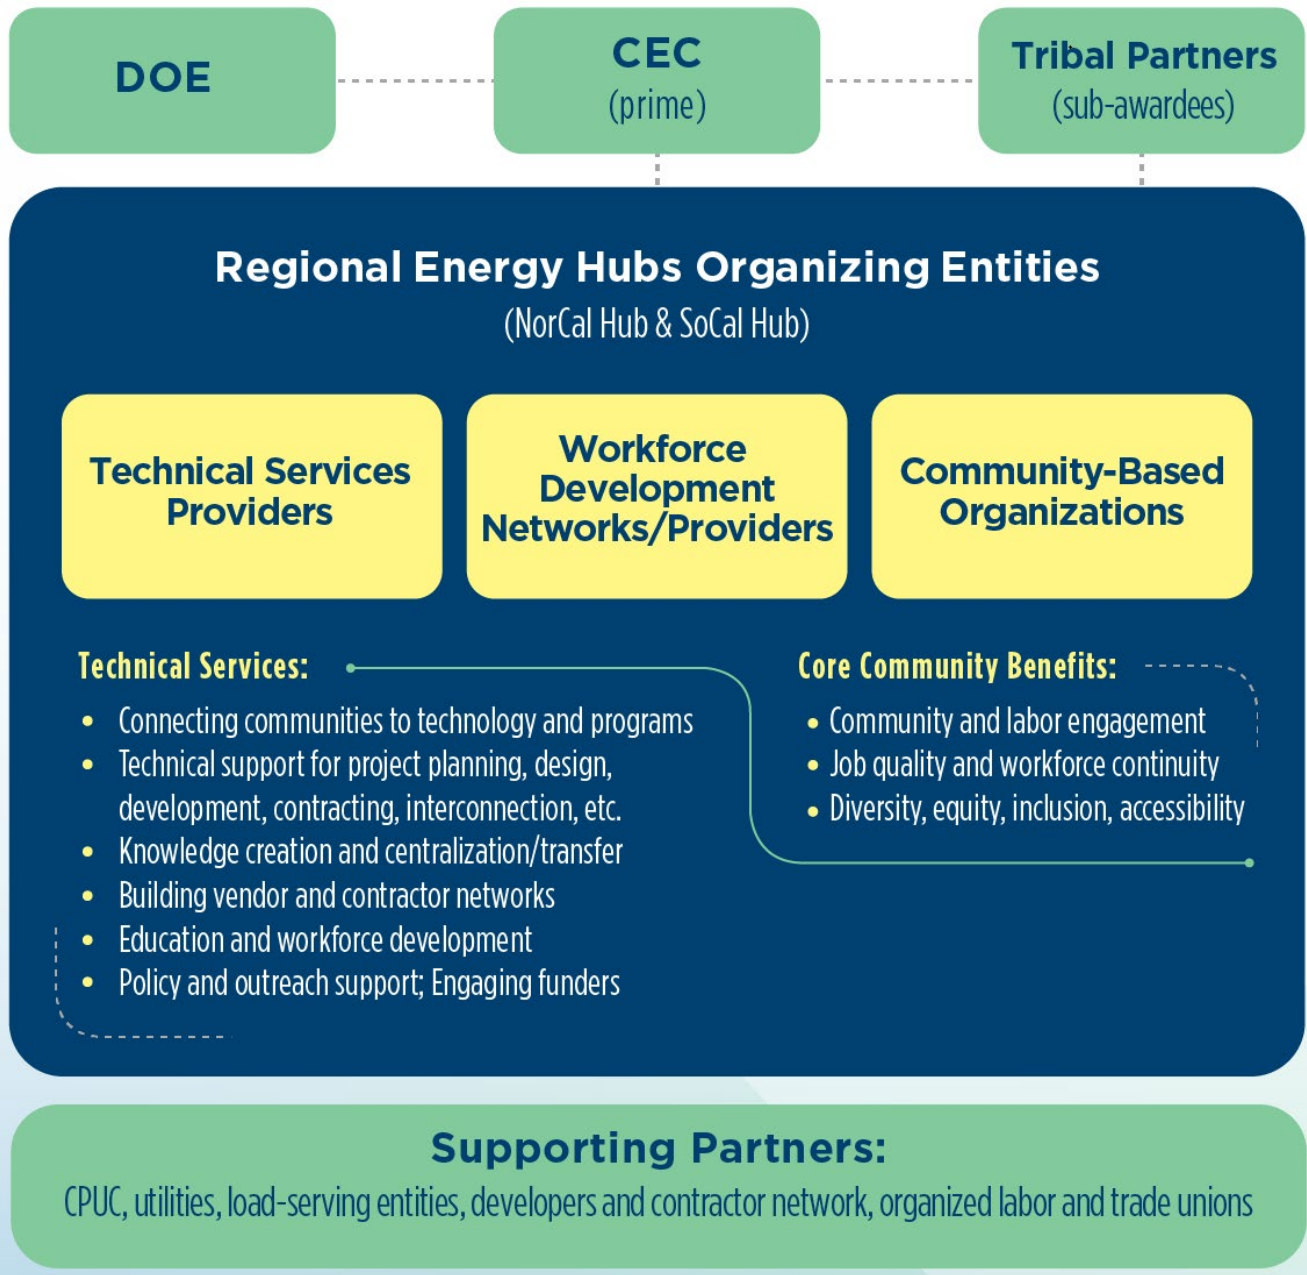 DOE
CEC
(prime)
Tribal Partners
(sub-awardees)
Regional Energy Hubs Organizing Entities
(NorCal Hub & SoCal Hub)
Technical Services
Providers
Workforce
Development
Networks/Providers
Community-Based
Organizations
Technical Services:
• Connecting communities to technology and programs
• Technical support for project planning, design,
development, contracting, interconnection, etc.
• Knowledge creation and centralization/transfer
• Building vendor and contractor networks
• Education and workforce development
• Policy and outreach support; Engaging funders
Core Community Benefits:
• Community and labor engagement
• Job quality and workforce continuity
• Diversity, equity, inclusion, accessibility
Supporting Partners:
CPUC, utilities, load-serving entities, developers and contractor network, organized labor and trade unions